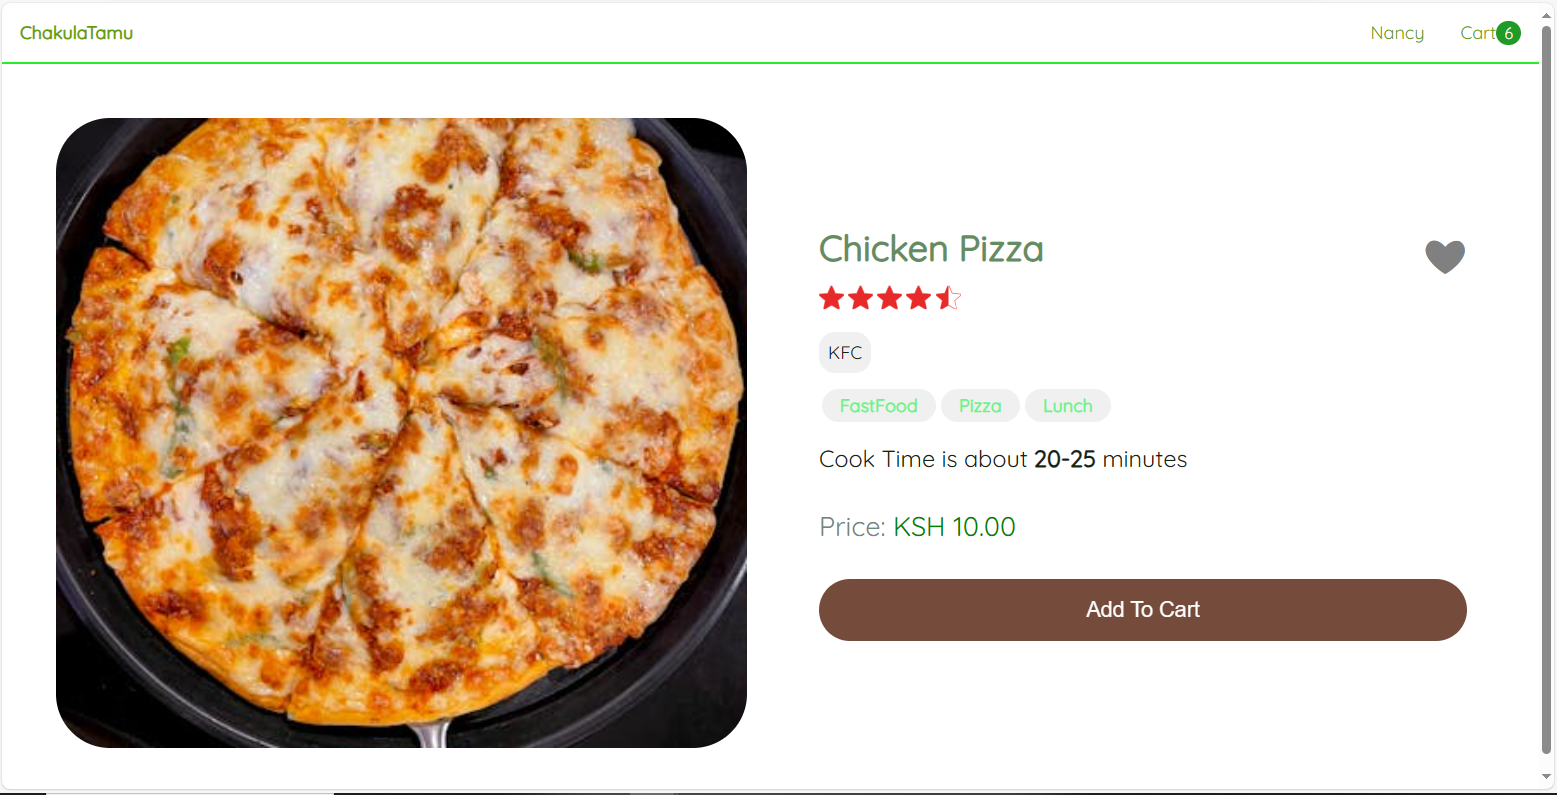 ChakulaTamu
Nancy
Cart 6
Chicken Pizza
KFC
FastFood Pizza Lunch
Cook Time is about 20-25 minutes
Price: KSH 10.00
Add To Cart